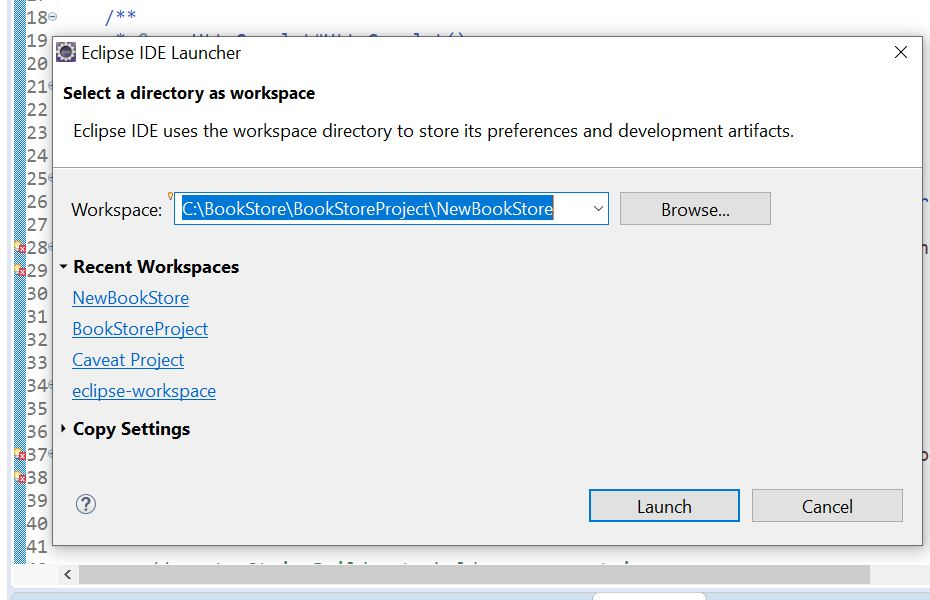 18 /**
19
Eclipse IDE Launcher
20
21 Select a directory as workspace
22
23 Eclipse IDE uses the workspace directory to store its preferences and development artifacts.
24
25
26 Workspace: C:\BookStore\BookStoreProject\NewBookStore Browse...
27
28
29 Recent Workspaces
30 NewBookStore
31
32 BookStoreProject
33 Caveat Project
34
35 eclipse-workspace
36 Copy Settings
37
38
39
40 Launch Cancel
41